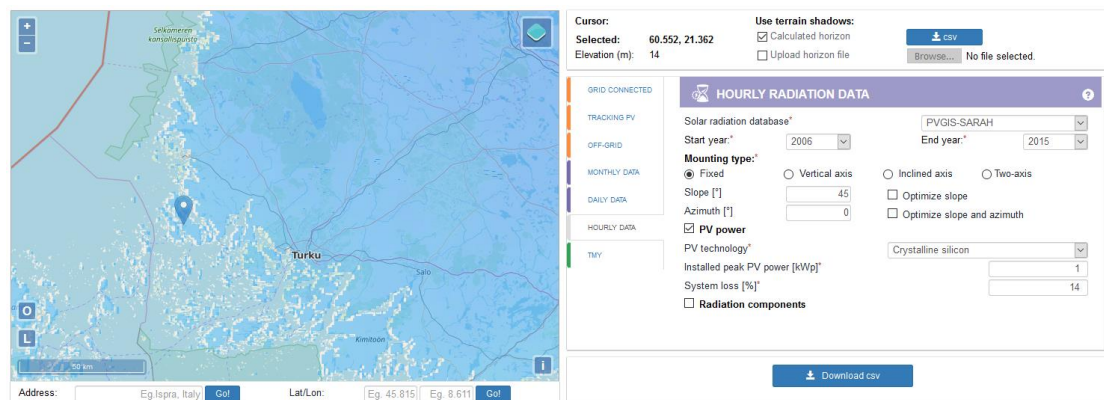 +
−
Selkämeren
kansallispuisto
Turku
Salo
Kimitoön
O
L
i
50 km
Address: Eg.Ispra, Italy Go! Lat/Lon: Eg. 45.815 Eg. 8.611 Go!
Cursor: Use terrain shadows:
Selected: 60.552, 21.362 Calculated horizon csv
Elevation (m): 14 Upload horizon file Browse... No file selected.
GRID CONNECTED
TRACKING PV
OFF-GRID
MONTHLY DATA
DAILY DATA
HOURLY DATA
TMY
HOURLY RADIATION DATA ?
Solar radiation database* PVGIS-SARAH
Start year:* 2006 End year:* 2015
Mounting type:*
Fixed Vertical axis Inclined axis Two-axis
Slope [°] 45 Optimize slope
Azimuth [°] 0 Optimize slope and azimuth
PV power
PV technology* Crystalline silicon
Installed peak PV power [kWp]* 1
System loss [%]* 14
Radiation components
Download csv